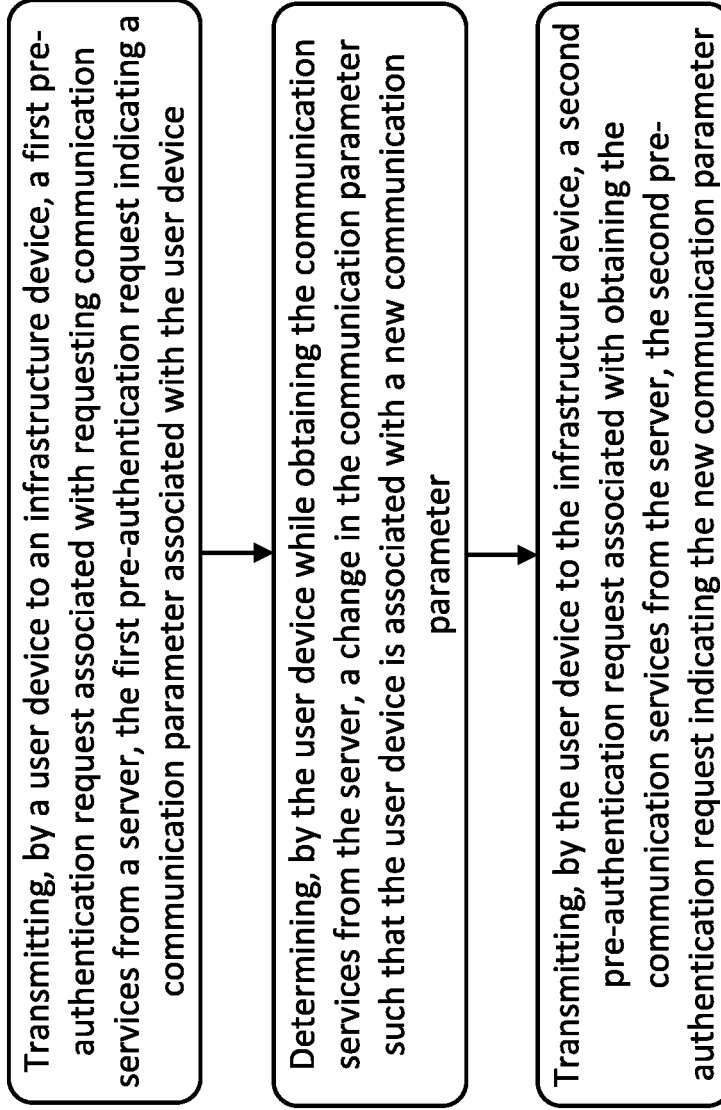 Transmitting, by a user device to an infrastructure device, a first pre-
authentication request associated with requesting communication
services from a server, the first pre-authentication request indicating a
communication parameter associated with the user device
Determining, by the user device while obtaining the communication
services from the server, a change in the communication parameter
such that the user device is associated with a new communication
parameter
Transmitting, by the user device to the infrastructure device, a second
pre-authentication request associated with obtaining the
communication services from the server, the second pre-
authentication request indicating the new communication parameter